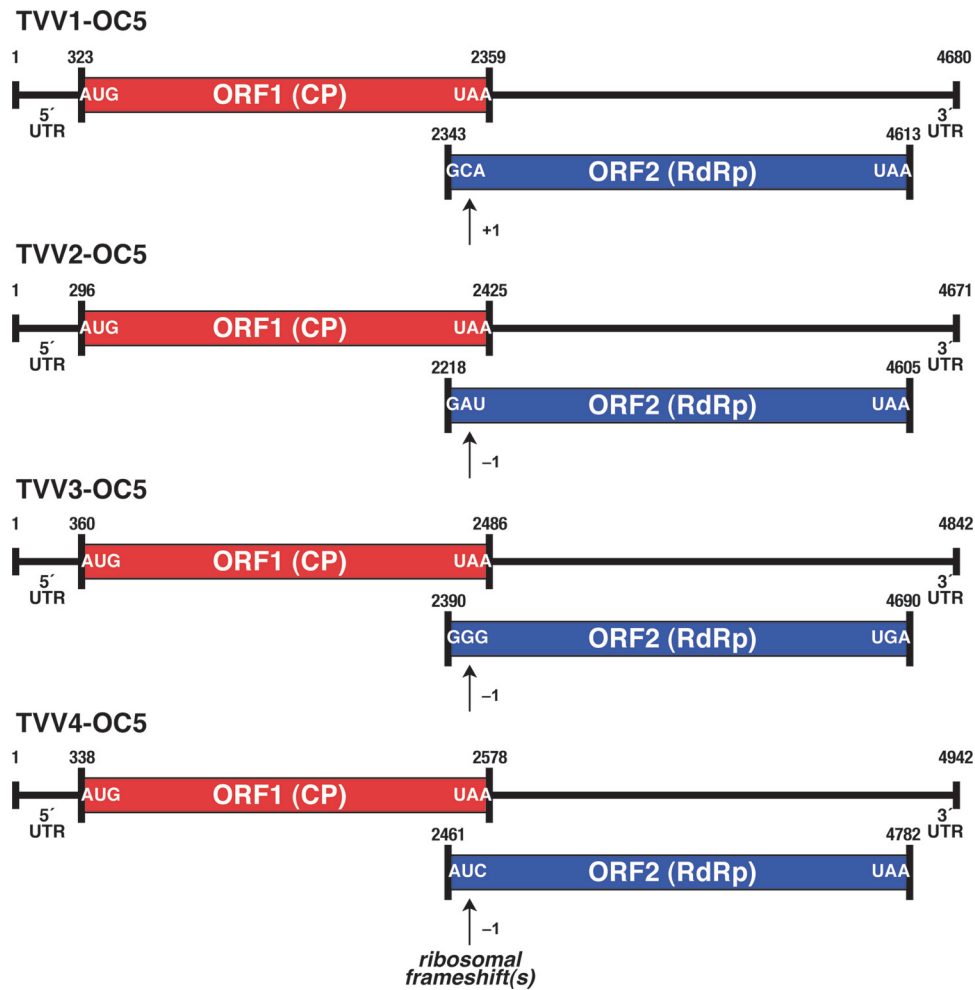 TVV1-OC5
1 323 2359 4680
AUG ORF1 (CP) UAA
5´ UTR 3´ UTR
2343 4613
GCA ORF2 (RdRp) UAA
+1
TVV2-OC5
1 296 2425 4671
AUG ORF1 (CP) UAA
5´ UTR 3´ UTR
2218 4605
GAU ORF2 (RdRp) UAA
–1
TVV3-OC5
1 360 2486 4842
AUG ORF1 (CP) UAA
5´ UTR 3´ UTR
2390 4690
GGG ORF2 (RdRp) UGA
–1
TVV4-OC5
1 338 2578 4942
AUG ORF1 (CP) UAA
5´ UTR 3´ UTR
2461 4782
AUC ORF2 (RdRp) UAA
–1
ribosomal
frameshift(s)